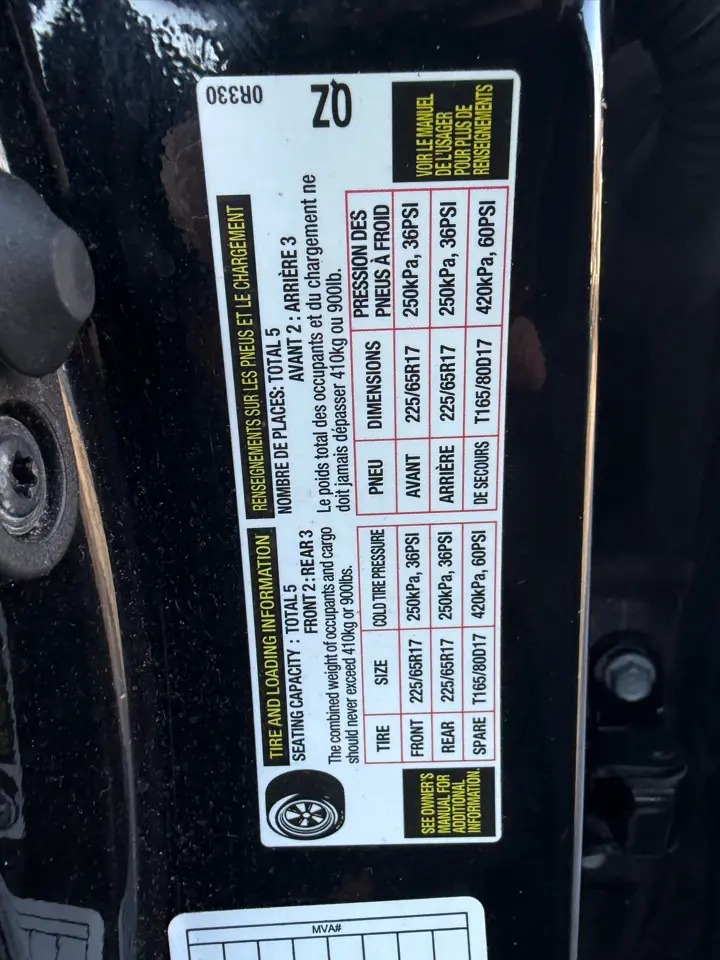 TIRE AND LOADING INFORMATION
SEATING CAPACITY : TOTAL 5
FRONT 2 : REAR 3
The combined weight of occupants and cargo
should never exceed 410kg or 900lbs.
TIRE SIZE COLD TIRE PRESSURE
FRONT 225/65R17 250kPa, 36PSI
REAR 225/65R17 250kPa, 36PSI
SPARE T165/80D17 420kPa, 60PSI
SEE OWNER'S
MANUAL FOR
ADDITIONAL
INFORMATION.
RENSEIGNEMENTS SUR LES PNEUS ET LE CHARGEMENT
NOMBRE DE PLACES: TOTAL 5
AVANT 2 : ARRIÈRE 3
Le poids total des occupants et du chargement ne
doit jamais dépasser 410kg ou 900lb.
PNEU DIMENSIONS PRESSION DES
PNEUS À FROID
AVANT 225/65R17 250kPa, 36PSI
ARRIÈRE 225/65R17 250kPa, 36PSI
DE SECOURS T165/80D17 420kPa, 60PSI
VOIR LE MANUEL
DE L'USAGER
POUR PLUS DE
RENSEIGNEMENTS
0R330
QZ
MVA#